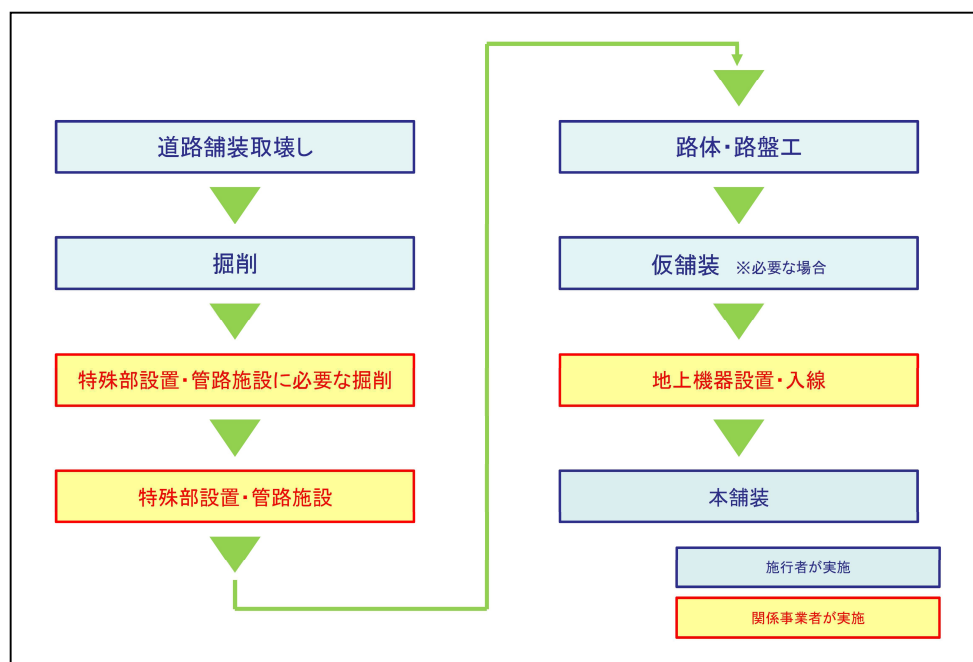 道路舗装取壊し
掘削
特殊部設置・管路施設に必要な掘削
特殊部設置・管路施設
路体・路盤工
仮舗装 ※必要な場合
地上機器設置・入線
本舗装
施行者が実施
関係事業者が実施